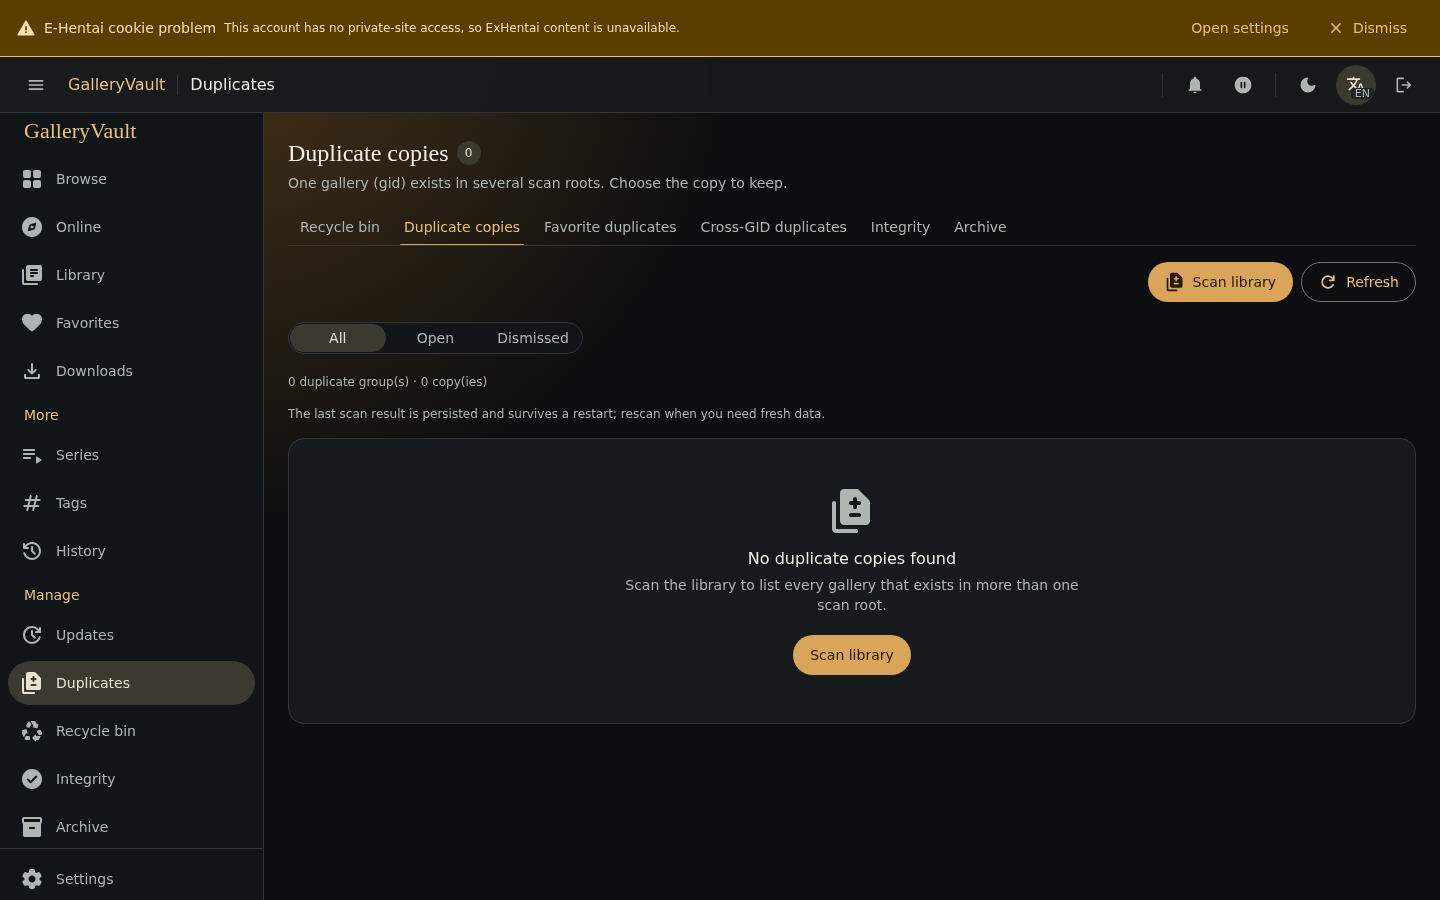 E-Hentai cookie problem This account has no private-site access, so ExHentai content is unavailable. Open settings Dismiss
GalleryVault Duplicates EN
GalleryVault
Browse
Online
Library
Favorites
Downloads
More
Series
Tags
History
Manage
Updates
Duplicates
Recycle bin
Integrity
Archive
Settings
Duplicate copies 0
One gallery (gid) exists in several scan roots. Choose the copy to keep.
Recycle bin Duplicate copies Favorite duplicates Cross-GID duplicates Integrity Archive
Scan library Refresh
All Open Dismissed
0 duplicate group(s) · 0 copy(ies)
The last scan result is persisted and survives a restart; rescan when you need fresh data.
No duplicate copies found
Scan the library to list every gallery that exists in more than one
scan root.
Scan library